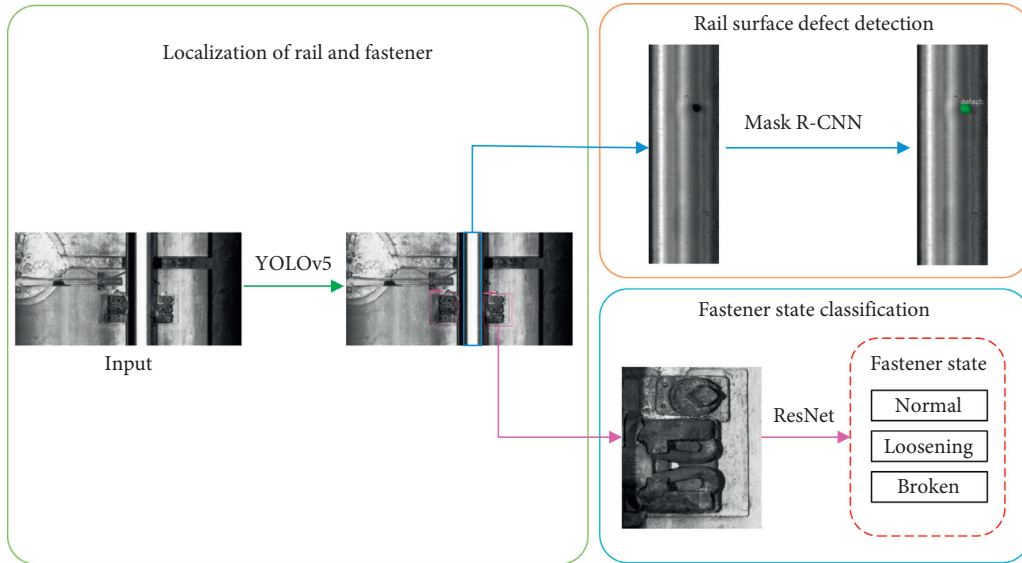 Localization of rail and fastener
Input
YOLOv5
Rail surface defect detection
Mask R-CNN
defect
Fastener state classification
ResNet
Fastener state
Normal
Loosening
Broken